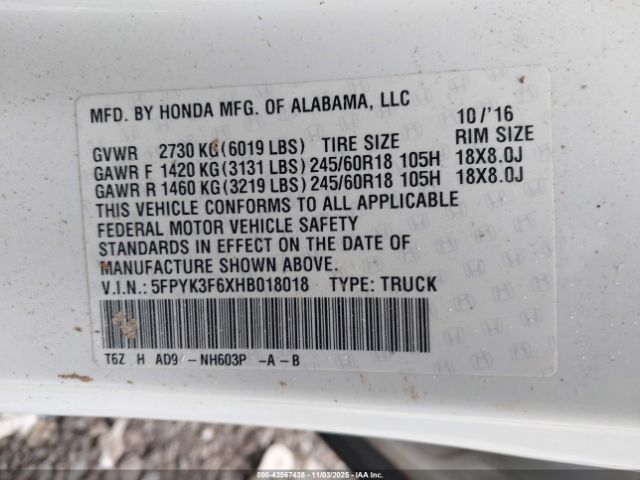 MFD. BY HONDA MFG. OF ALABAMA, LLC 10/'16
GVWR 2730 KG(6019 LBS) TIRE SIZE RIM SIZE
GAWR F 1420 KG(3131 LBS) 245/60R18 105H 18X8.0J
GAWR R 1460 KG(3219 LBS) 245/60R18 105H 18X8.0J
THIS VEHICLE CONFORMS TO ALL APPLICABLE
FEDERAL MOTOR VEHICLE SAFETY
STANDARDS IN EFFECT ON THE DATE OF
MANUFACTURE SHOWN ABOVE.
V.I.N.: 5FPYK3F6XHB018018 TYPE: TRUCK
T6Z H AD9 - NH603P -A-B
000-43567438 - 11/03/2025 - IAA Inc.